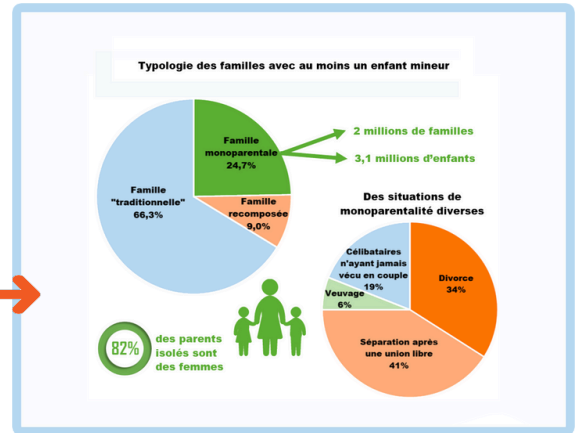 Typologie des familles avec au moins un enfant mineur
Famille
monoparentale
24,7%
2 millions de familles
3,1 millions d'enfants
Famille
"traditionnelle"
66,3%
Famille
recomposée
9,0%
Des situations de
monoparentalité diverses
Célibataires
n'ayant jamais
vécu en couple
19%
Divorce
34%
Veuvage
6%
Séparation après
une union libre
41%
82%
des parents
isolés sont
des femmes